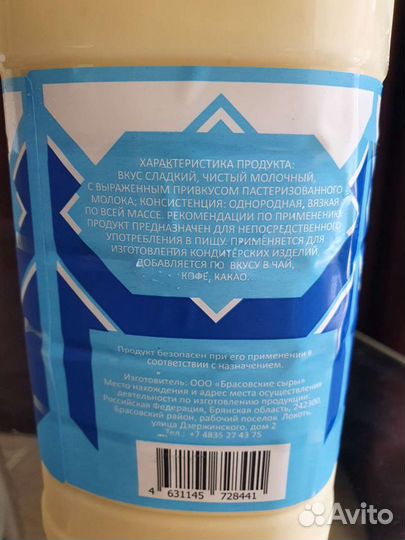 ХАРАКТЕРИСТИКА ПРОДУКТА:
ВКУС СЛАДКИЙ, ЧИСТЫЙ МОЛОЧНЫЙ,
С ВЫРАЖЕННЫМ ПРИВКУСОМ ПАСТЕРИЗОВАННОГО
МОЛОКА; КОНСИСТЕНЦИЯ: ОДНОРОДНАЯ, ВЯЗКАЯ
ПО ВСЕЙ МАССЕ. РЕКОМЕНДАЦИИ ПО ПРИМЕНЕНИЮ:
ПРОДУКТ ПРЕДНАЗНАЧЕН ДЛЯ НЕПОСРЕДСТВЕННОГО
УПОТРЕБЛЕНИЯ В ПИЩУ. ПРИМЕНЯЕТСЯ ДЛЯ
ИЗГОТОВЛЕНИЯ КОНДИТЕРСКИХ ИЗДЕЛИЙ,
ДОБАВЛЯЕТСЯ ПО ВКУСУ В ЧАЙ,
КОФЕ, КАКАО.
Продукт безопасен при его применении в
соответствии с назначением.
Изготовитель: ООО «Брасовские сыры»
Место нахождения и адрес места осуществления
деятельности по изготовлению продукции:
Российская Федерация, Брянская область, 242300,
Брасовский район, рабочий поселок Локоть,
улица Дзержинского, дом 2
Тел.: +7 4835 27 43 75
4 631145 728441
Avito